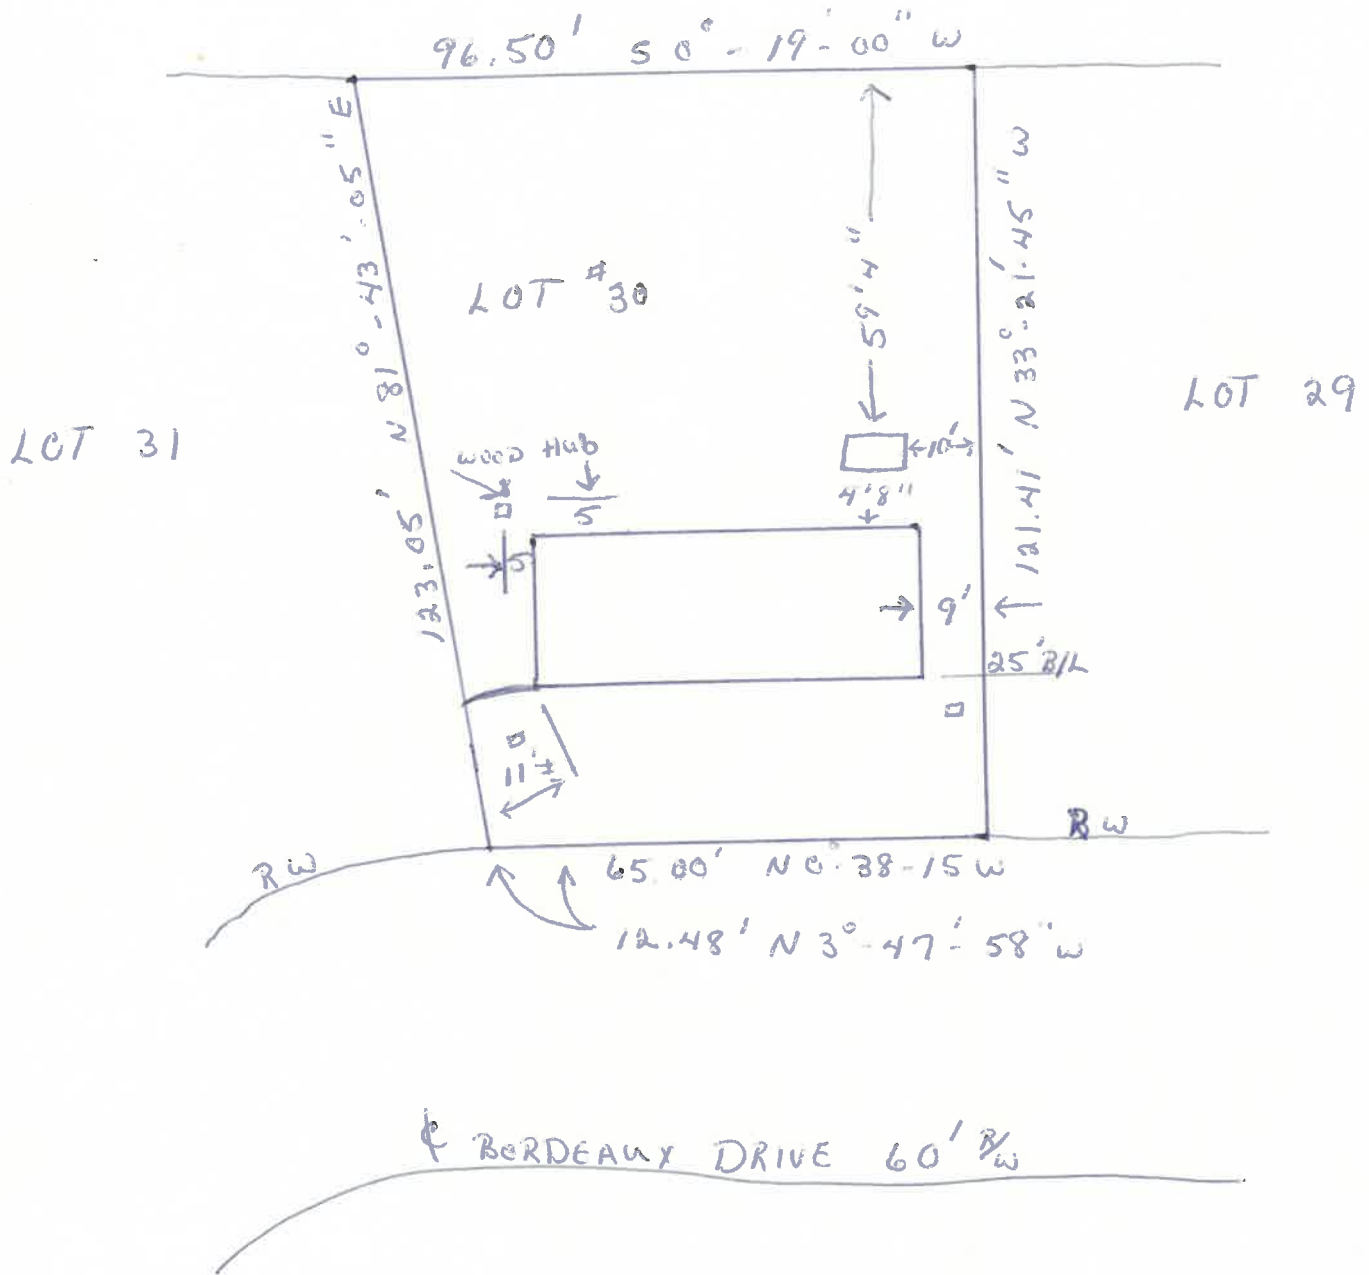 96.50' S 0°-19'-00" W
N 81°-43'-05" E
123.05'
LOT #30
59'4"
N 33°-21'-45" W
121.41'
LOT 31
LOT 29
WOOD HUB
10'
5
4'8"
5
9'
25' B/L
11'4"
RW
RW
65.00' N 0°-38-15 W
12.48' N 3°-47'-58" W
℄ BORDEAUX DRIVE 60' R/W